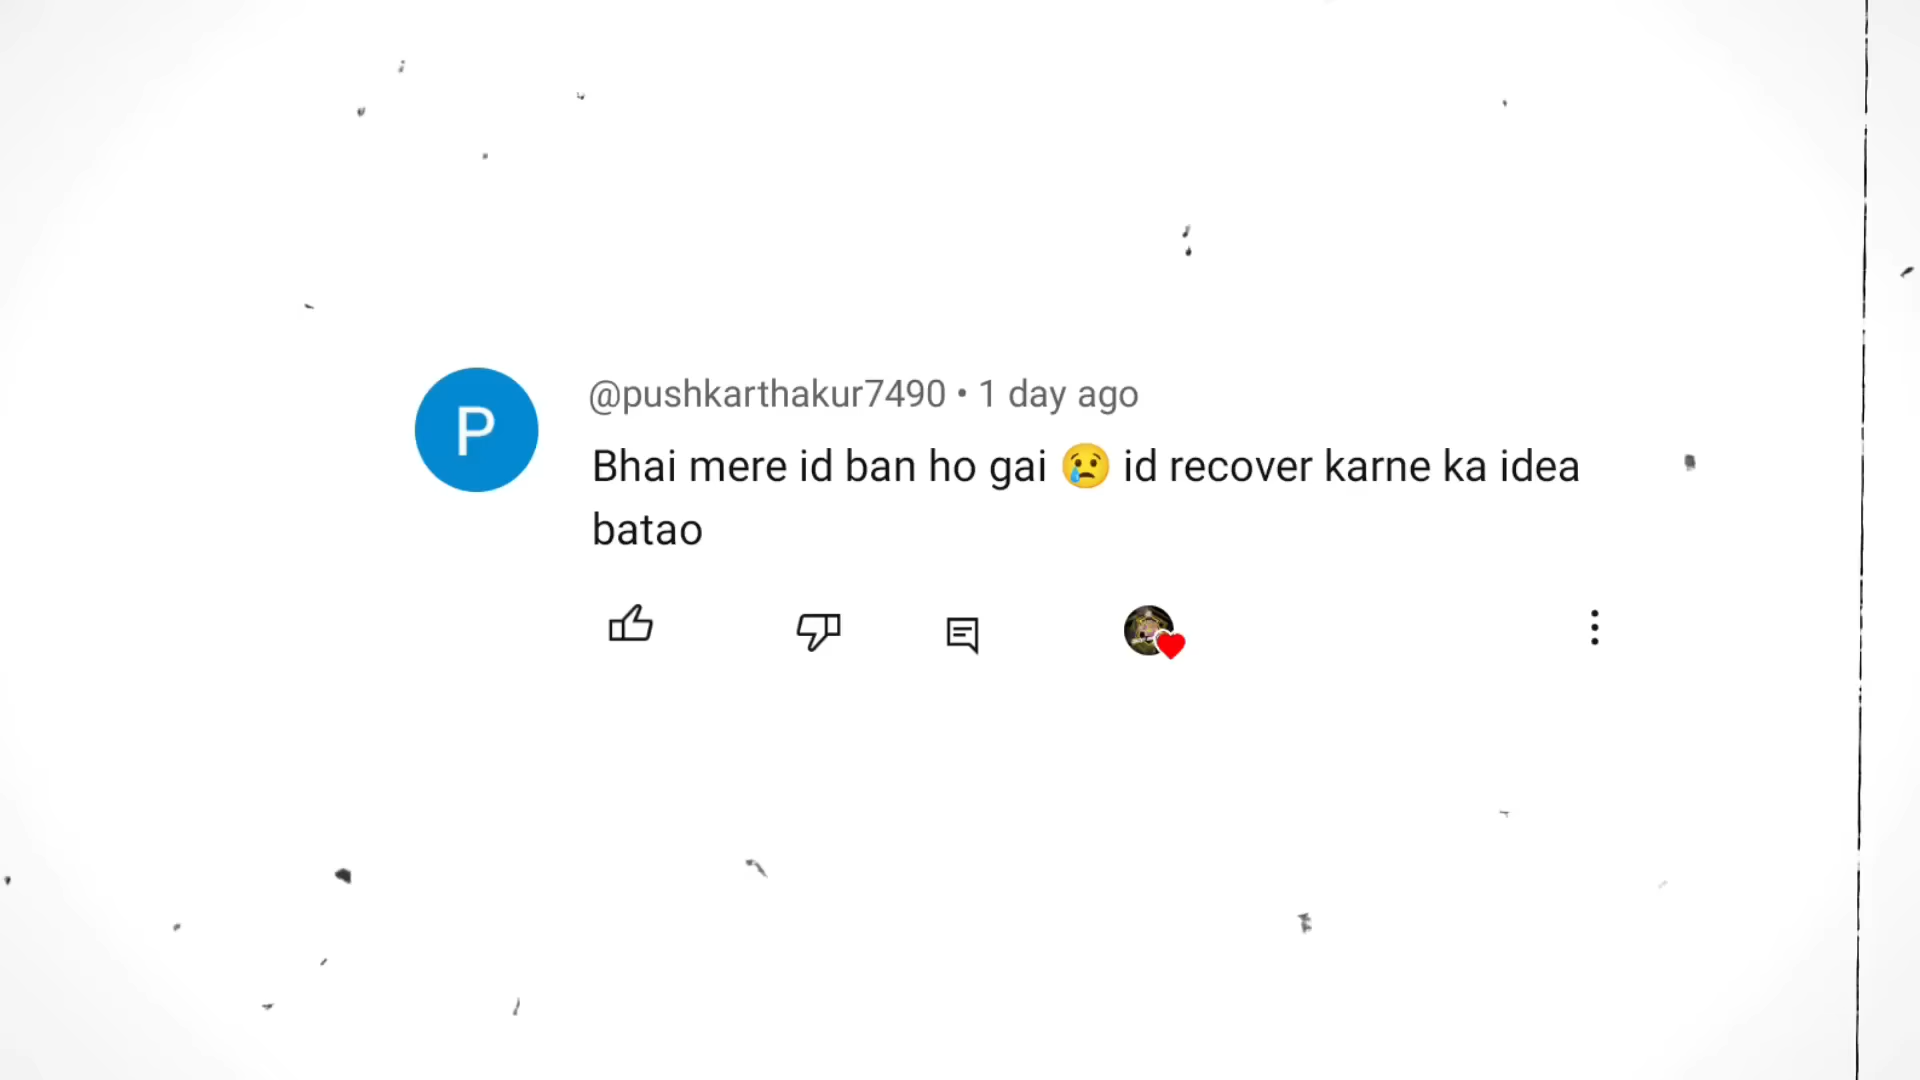 P
@pushkarthakur7490 • 1 day ago
Bhai mere id ban ho gai 😢 id recover karne ka idea
batao